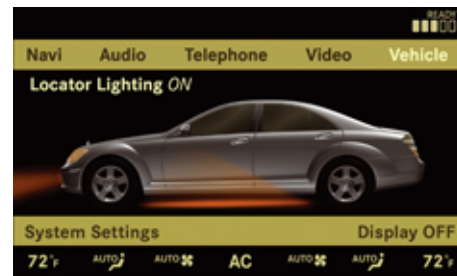 READY
Navi Audio Telephone Video Vehicle
Locator Lighting ON
System Settings Display OFF
72°F AUTO AUTO AC AUTO AUTO 72°F